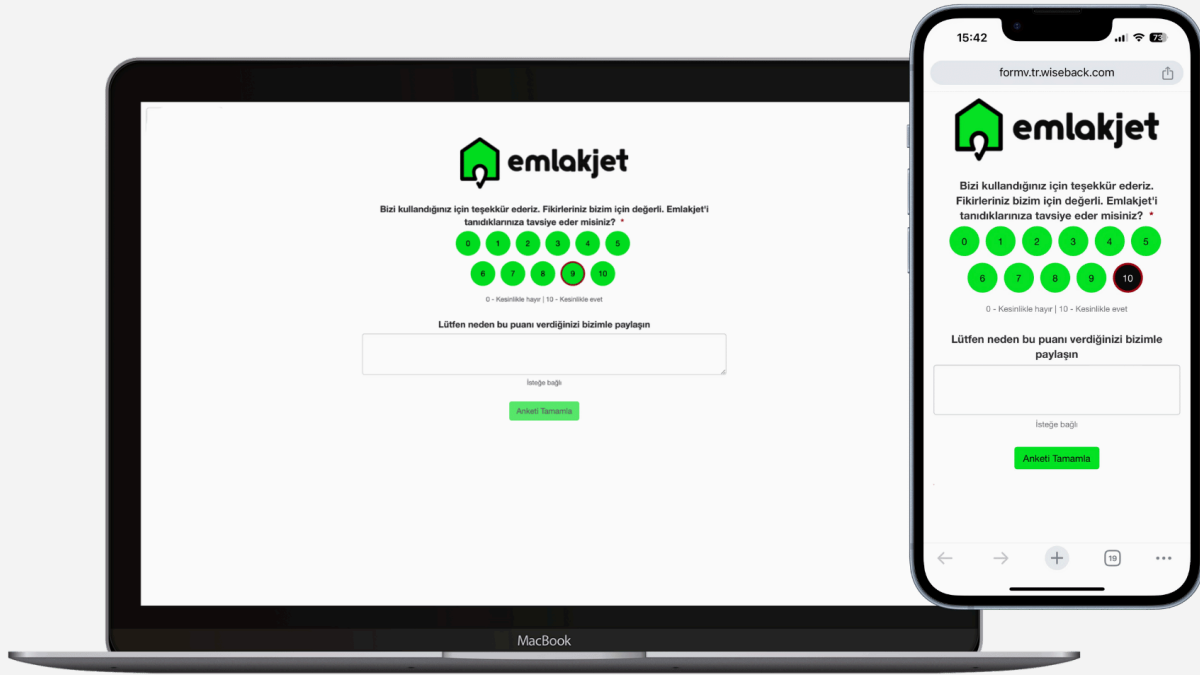 emlakjet
Bizi kullandığınız için teşekkür ederiz. Fikirleriniz bizim için değerli. Emlakjet'i
tanıdıklarınıza tavsiye eder misiniz? *
0 1 2 3 4 5
6 7 8 9 10
0 - Kesinlikle hayır | 10 - Kesinlikle evet
Lütfen neden bu puanı verdiğinizi bizimle paylaşın
İsteğe bağlı
Anketi Tamamla
MacBook
15:42
73
formv.tr.wiseback.com
emlakjet
Bizi kullandığınız için teşekkür ederiz.
Fikirleriniz bizim için değerli. Emlakjet'i
tanıdıklarınıza tavsiye eder misiniz? *
0 1 2 3 4 5
6 7 8 9 10
0 - Kesinlikle hayır | 10 - Kesinlikle evet
Lütfen neden bu puanı verdiğinizi bizimle
paylaşın
İsteğe bağlı
Anketi Tamamla
19